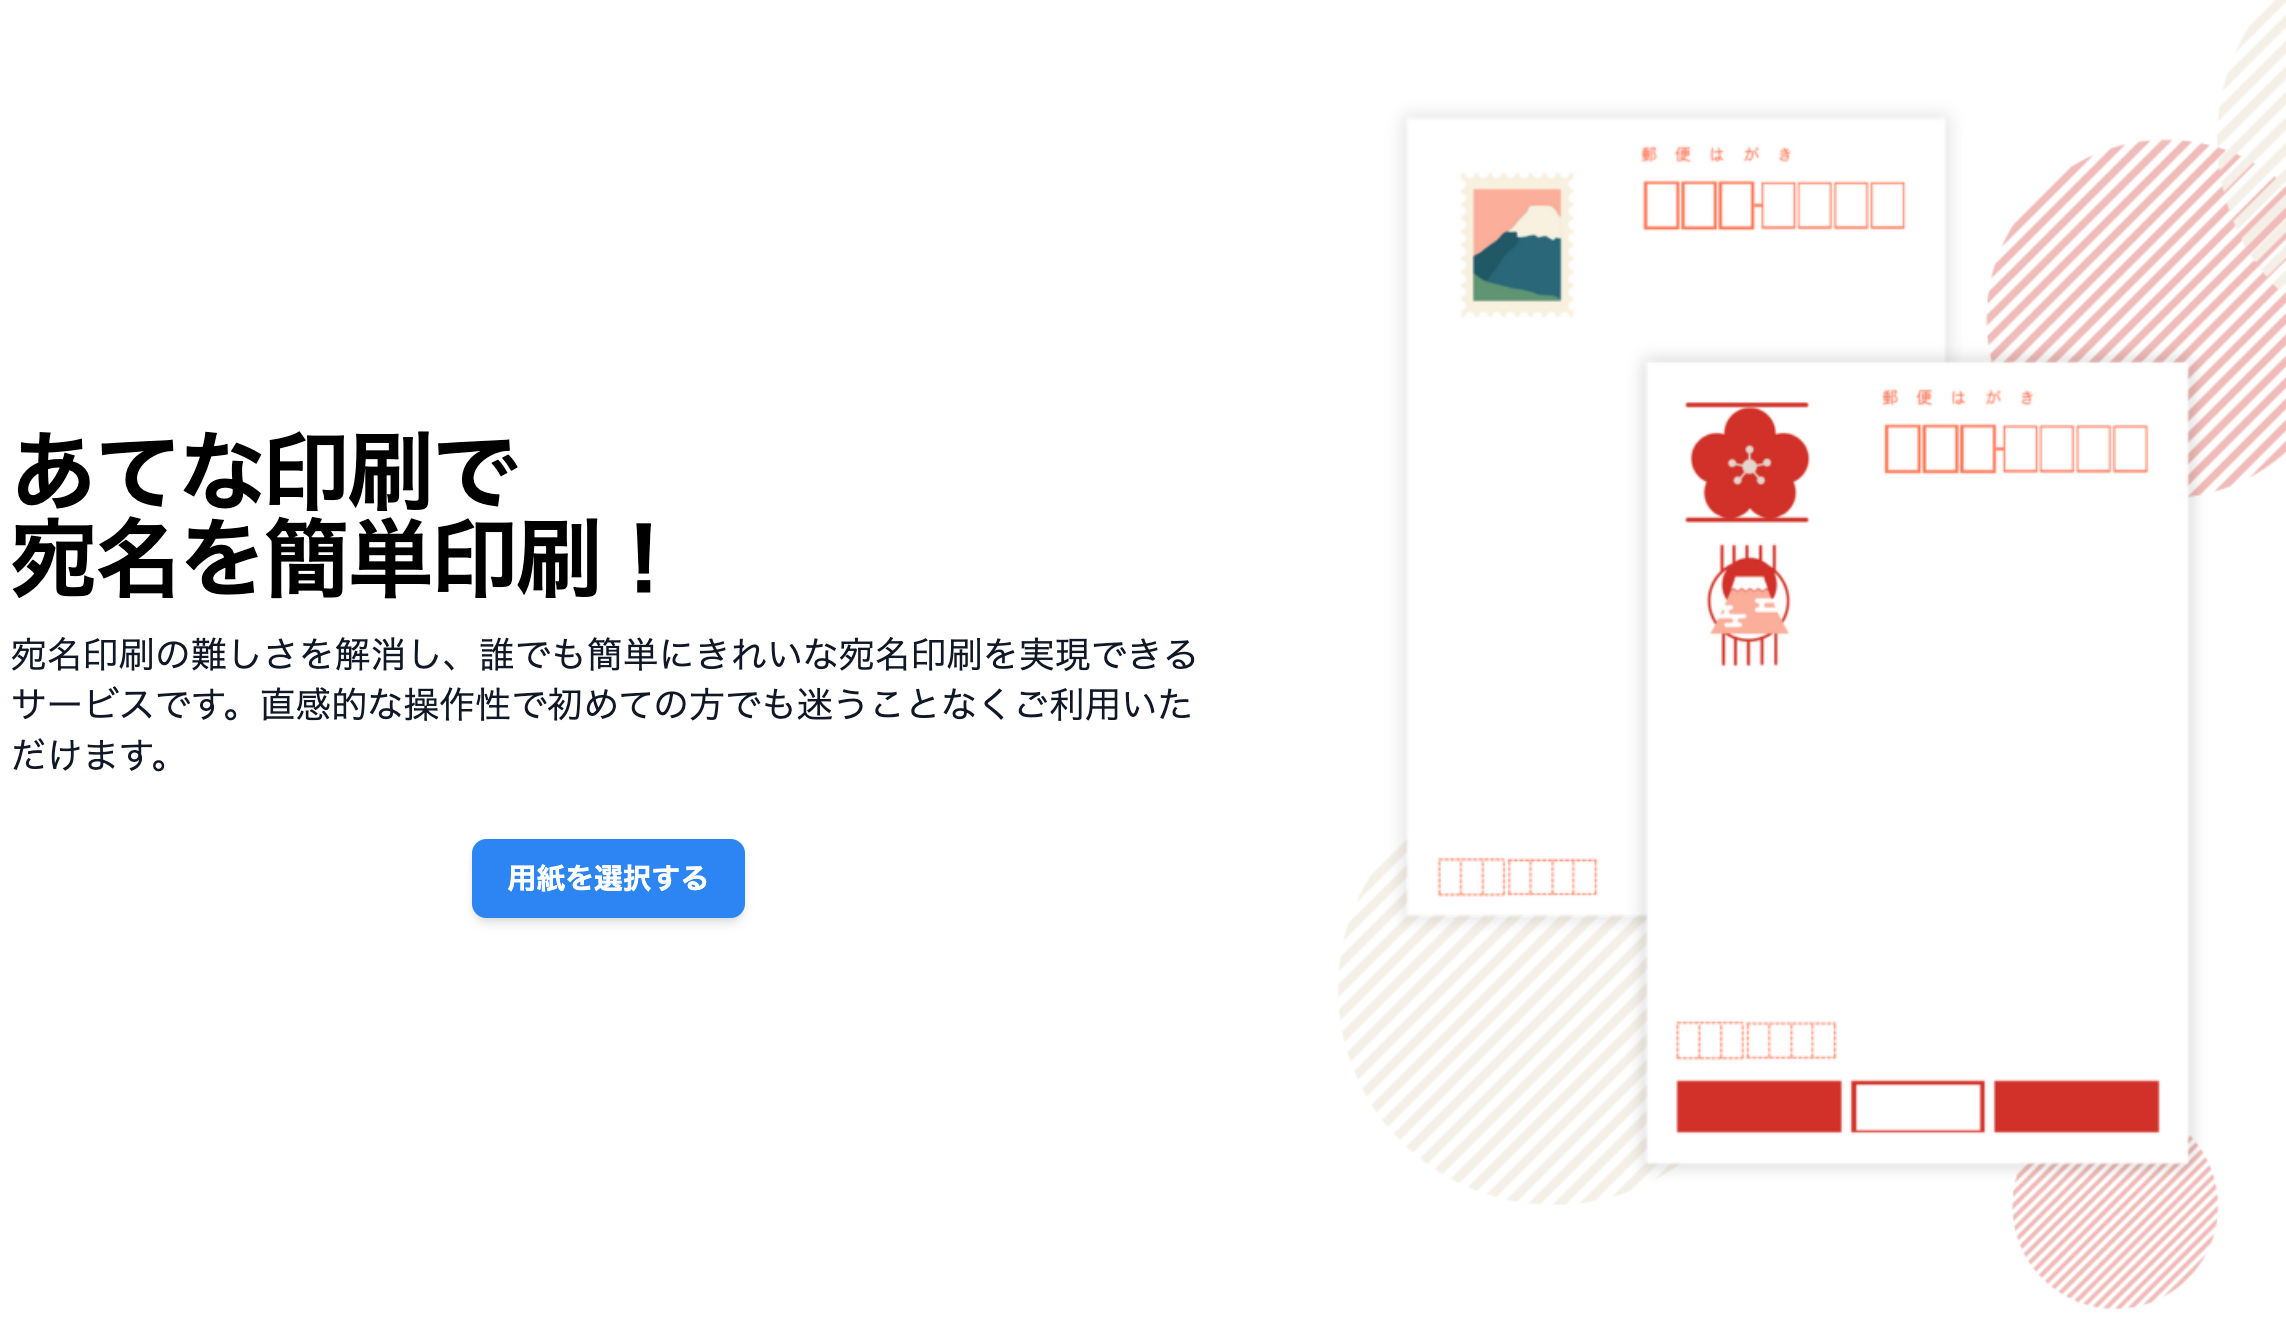 あてな印刷で
宛名を簡単印刷！
宛名印刷の難しさを解消し、誰でも簡単にきれいな宛名印刷を実現できる
サービスです。直感的な操作性で初めての方でも迷うことなくご利用いた
だけます。
用紙を選択する
郵便はがき
郵便はがき